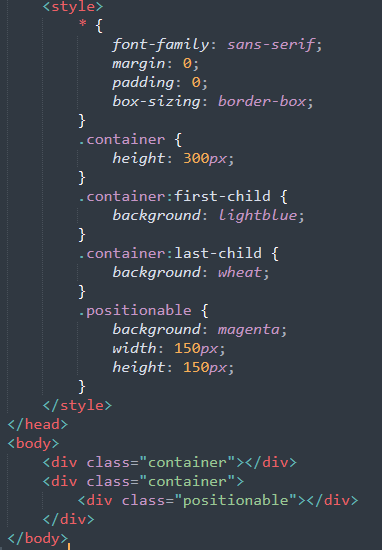 <style>
* {
font-family: sans-serif;
margin: 0;
padding: 0;
box-sizing: border-box;
}
.container {
height: 300px;
}
.container:first-child {
background: lightblue;
}
.container:last-child {
background: wheat;
}
.positionable {
background: magenta;
width: 150px;
height: 150px;
}
</style>
</head>
<body>
<div class="container"></div>
<div class="container">
<div class="positionable"></div>
</div>
</body>